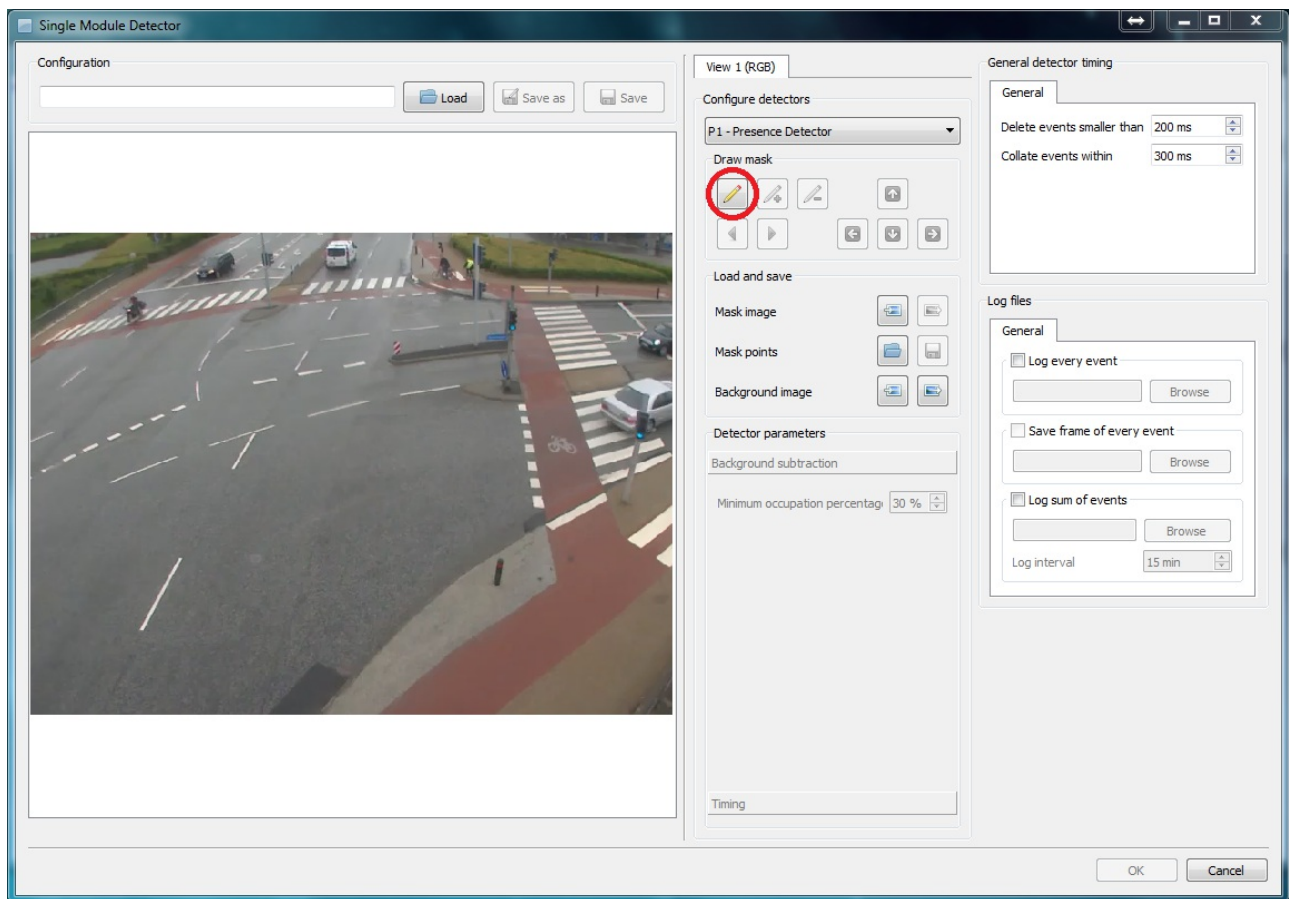 Single Module Detector
Configuration
Load
Save as
Save
View 1 (RGB)
Configure detectors
P1 - Presence Detector
Draw mask
Load and save
Mask image
Mask points
Background image
Detector parameters
Background subtraction
Minimum occupation percentag
30 %
Timing
General detector timing
General
Delete events smaller than 200 ms
Collate events within 300 ms
Log files
General
Log every event
Browse
Save frame of every event
Browse
Log sum of events
Browse
Log interval 15 min
OK
Cancel